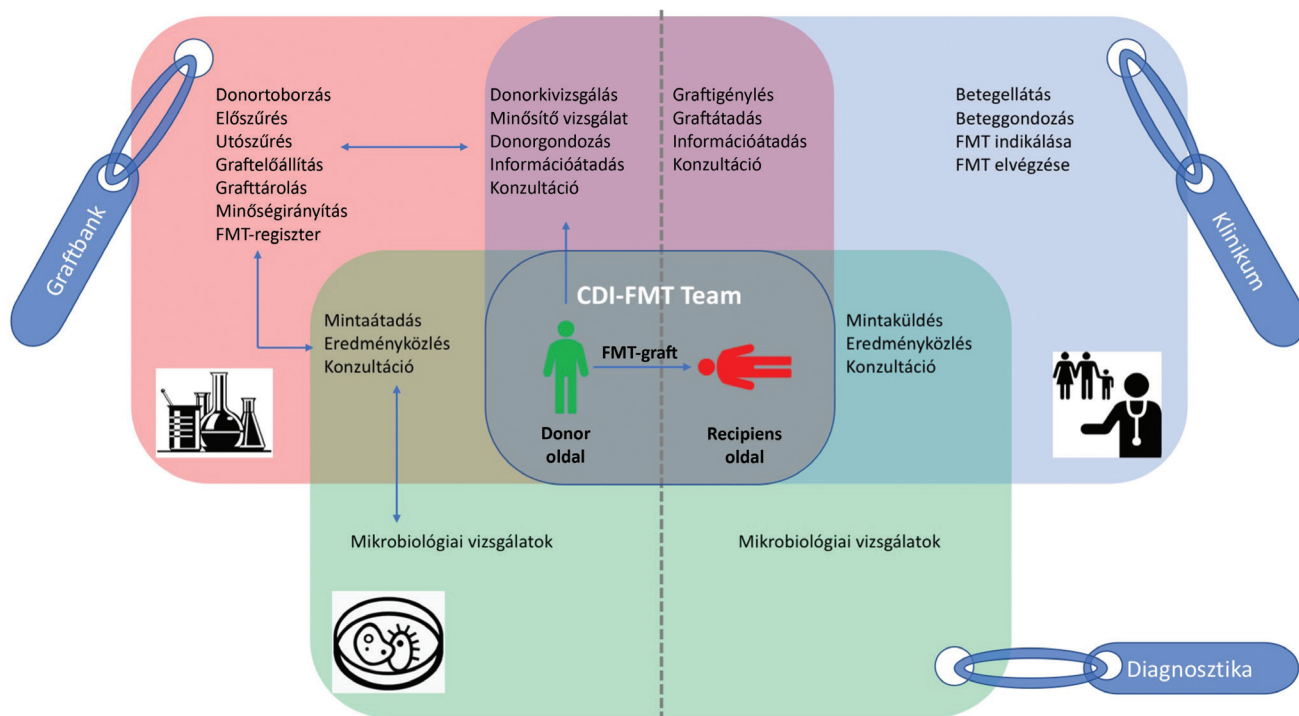 Graftbank
Donortoborzás
Előszűrés
Utószűrés
Graftelőállítás
Grafttárolás
Minőségirányítás
FMT-regiszter
Donorkivizsgálás
Minősítő vizsgálat
Donorgondozás
Információátadás
Konzultáció
Graftigénylés
Graftátadás
Információátadás
Konzultáció
Betegellátás
Beteggondozás
FMT indikálása
FMT elvégzése
Klinikum
CDI-FMT Team
Mintaátadás
Eredményközlés
Konzultáció
FMT-graft
Donor
oldal
Recipiens
oldal
Mintaküldés
Eredményközlés
Konzultáció
Mikrobiológiai vizsgálatok
Mikrobiológiai vizsgálatok
Diagnosztika